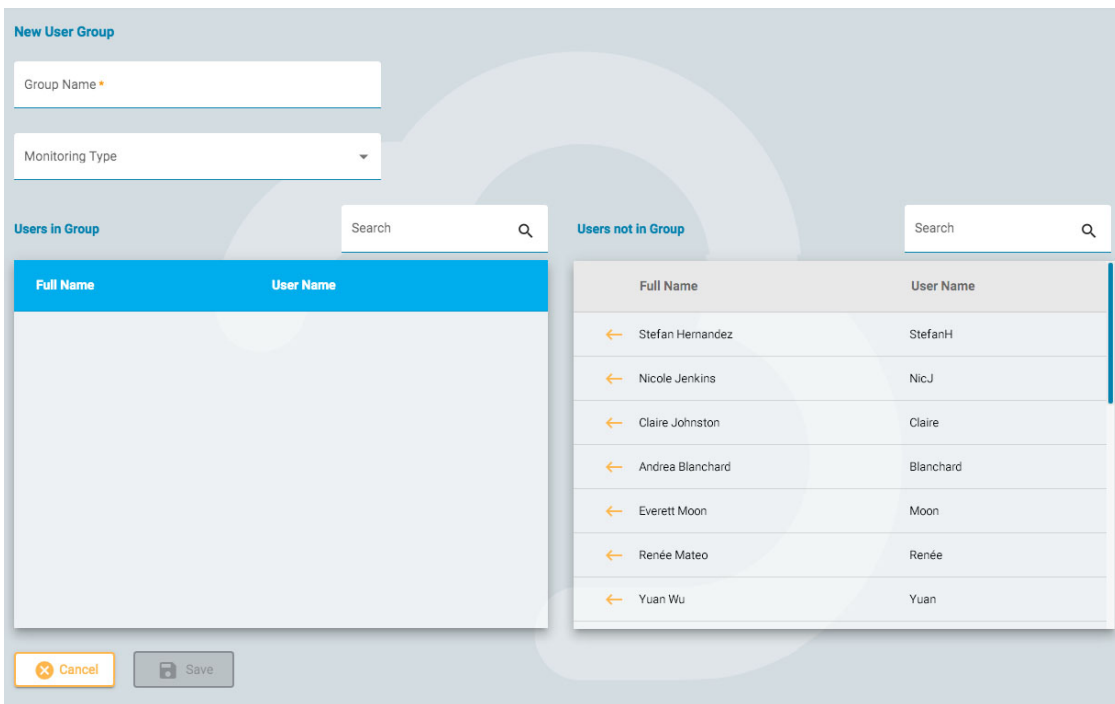 New User Group
Group Name *
Monitoring Type
Users in Group
Search
Users not in Group
Search
Full Name User Name
Full Name User Name
Stefan Hernandez StefanH
Nicole Jenkins NicJ
Claire Johnston Claire
Andrea Blanchard Blanchard
Everett Moon Moon
Renée Mateo Renée
Yuan Wu Yuan
Cancel Save